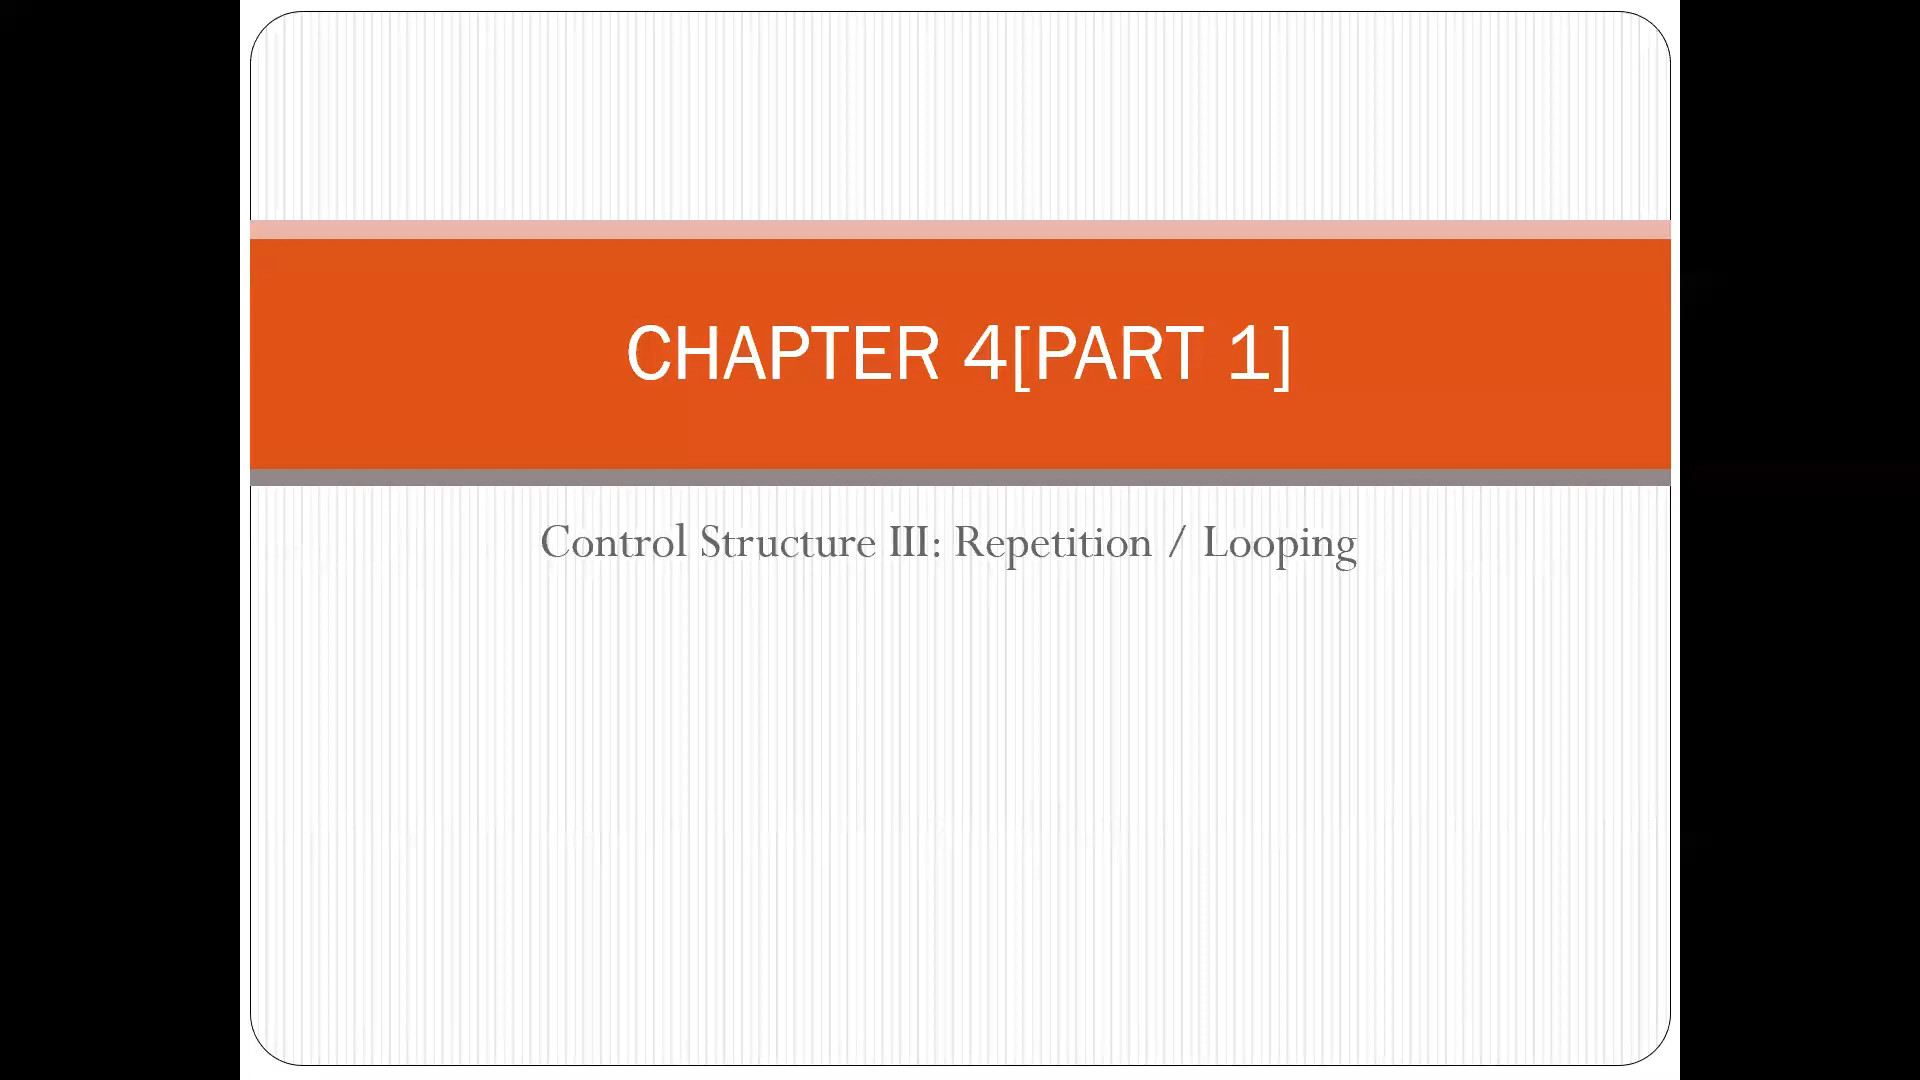 CHAPTER 4[PART 1]
Control Structure III: Repetition / Looping